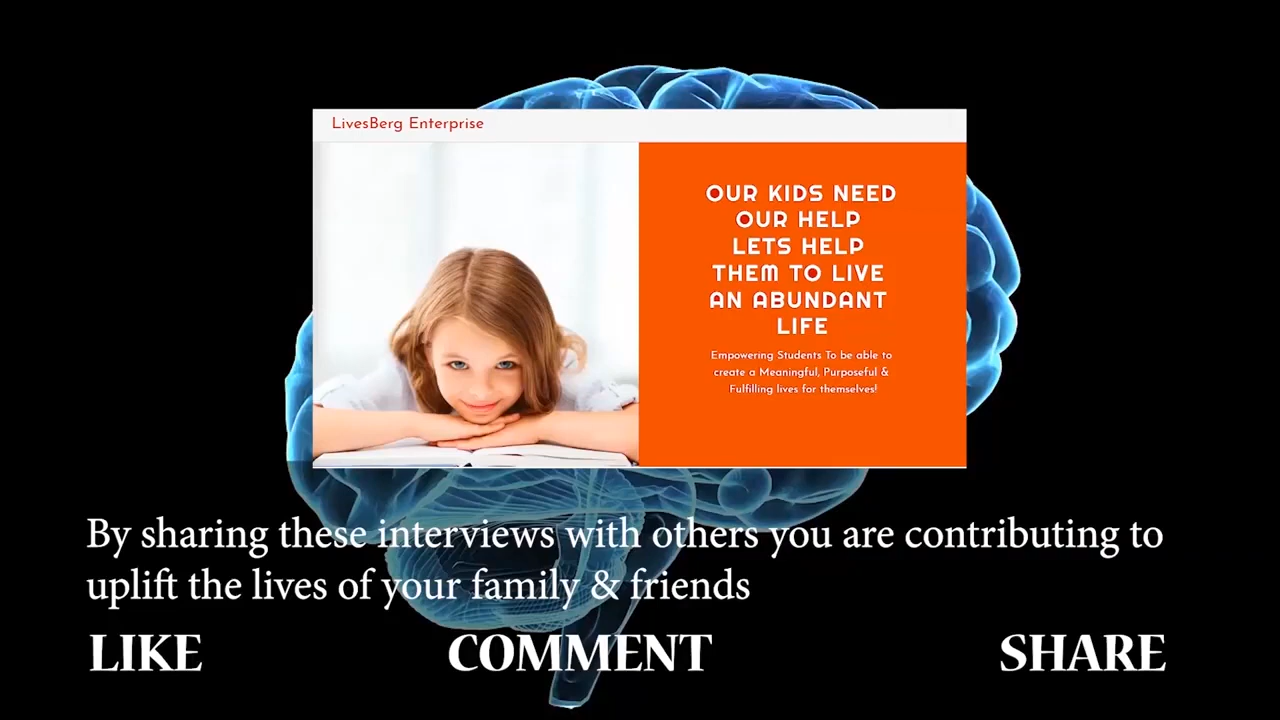 LivesBerg Enterprise
OUR KIDS NEED
OUR HELP
LETS HELP
THEM TO LIVE
AN ABUNDANT
LIFE
Empowering Students To be able to
create a Meaningful, Purposeful &
Fulfilling lives for themselves!
By sharing these interviews with others you are contributing to
uplift the lives of your family & friends
LIKE COMMENT SHARE